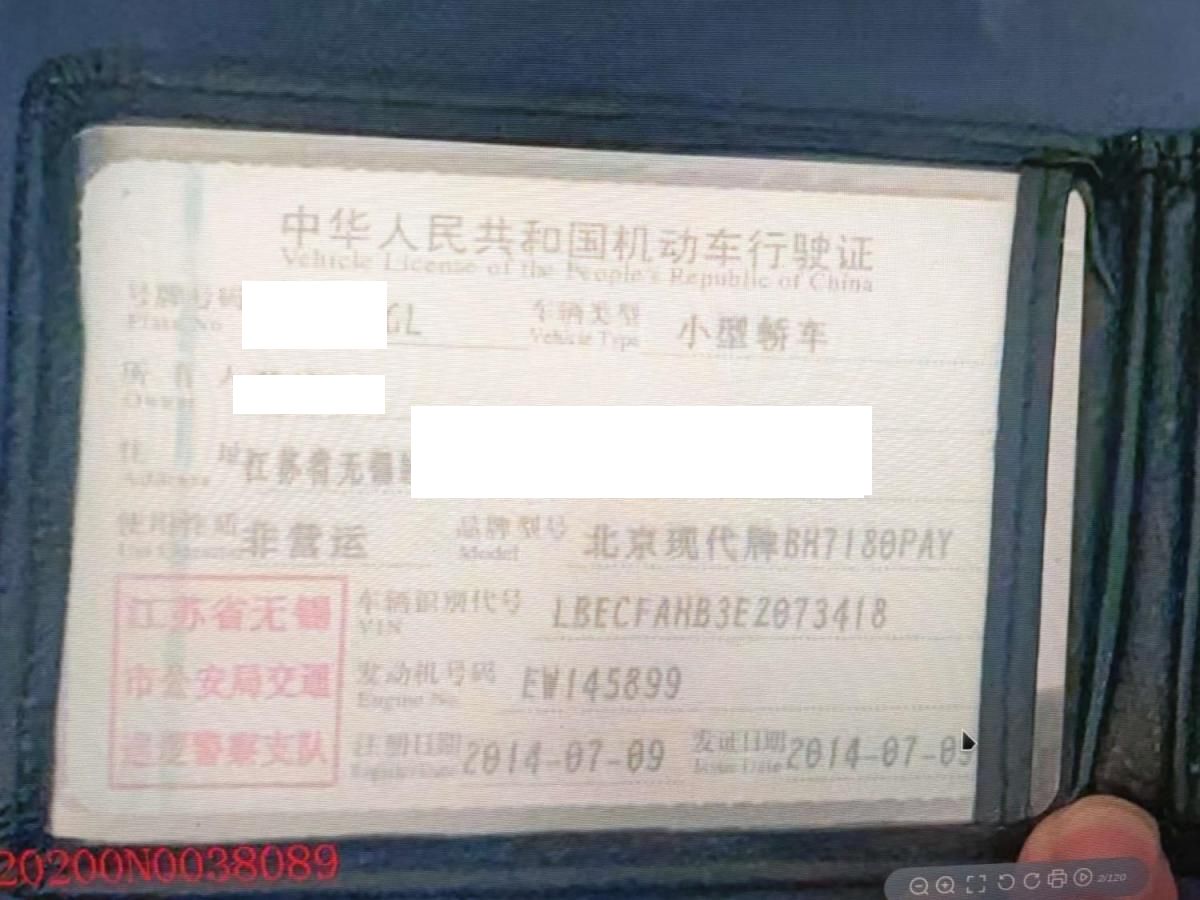 中华人民共和国机动车行驶证
Vehicle License of the People's Republic of China
号牌号码 GL 车辆类型 小型轿车
Plate No. Vehicle Type
所有人
Owner
住址 江苏省无锡
Address
使用性质 非营运 品牌型号 北京现代牌BH7180PAY
Use Character Model
江苏省无锡
市公安局交通
巡逻警察支队
车辆识别代号 LBECFAHB3E2073418
VIN
发动机号码 EW145899
Engine No.
注册日期 2014-07-09 发证日期 2014-07-09
Register Date Issue Date
20200N0038089
2/120